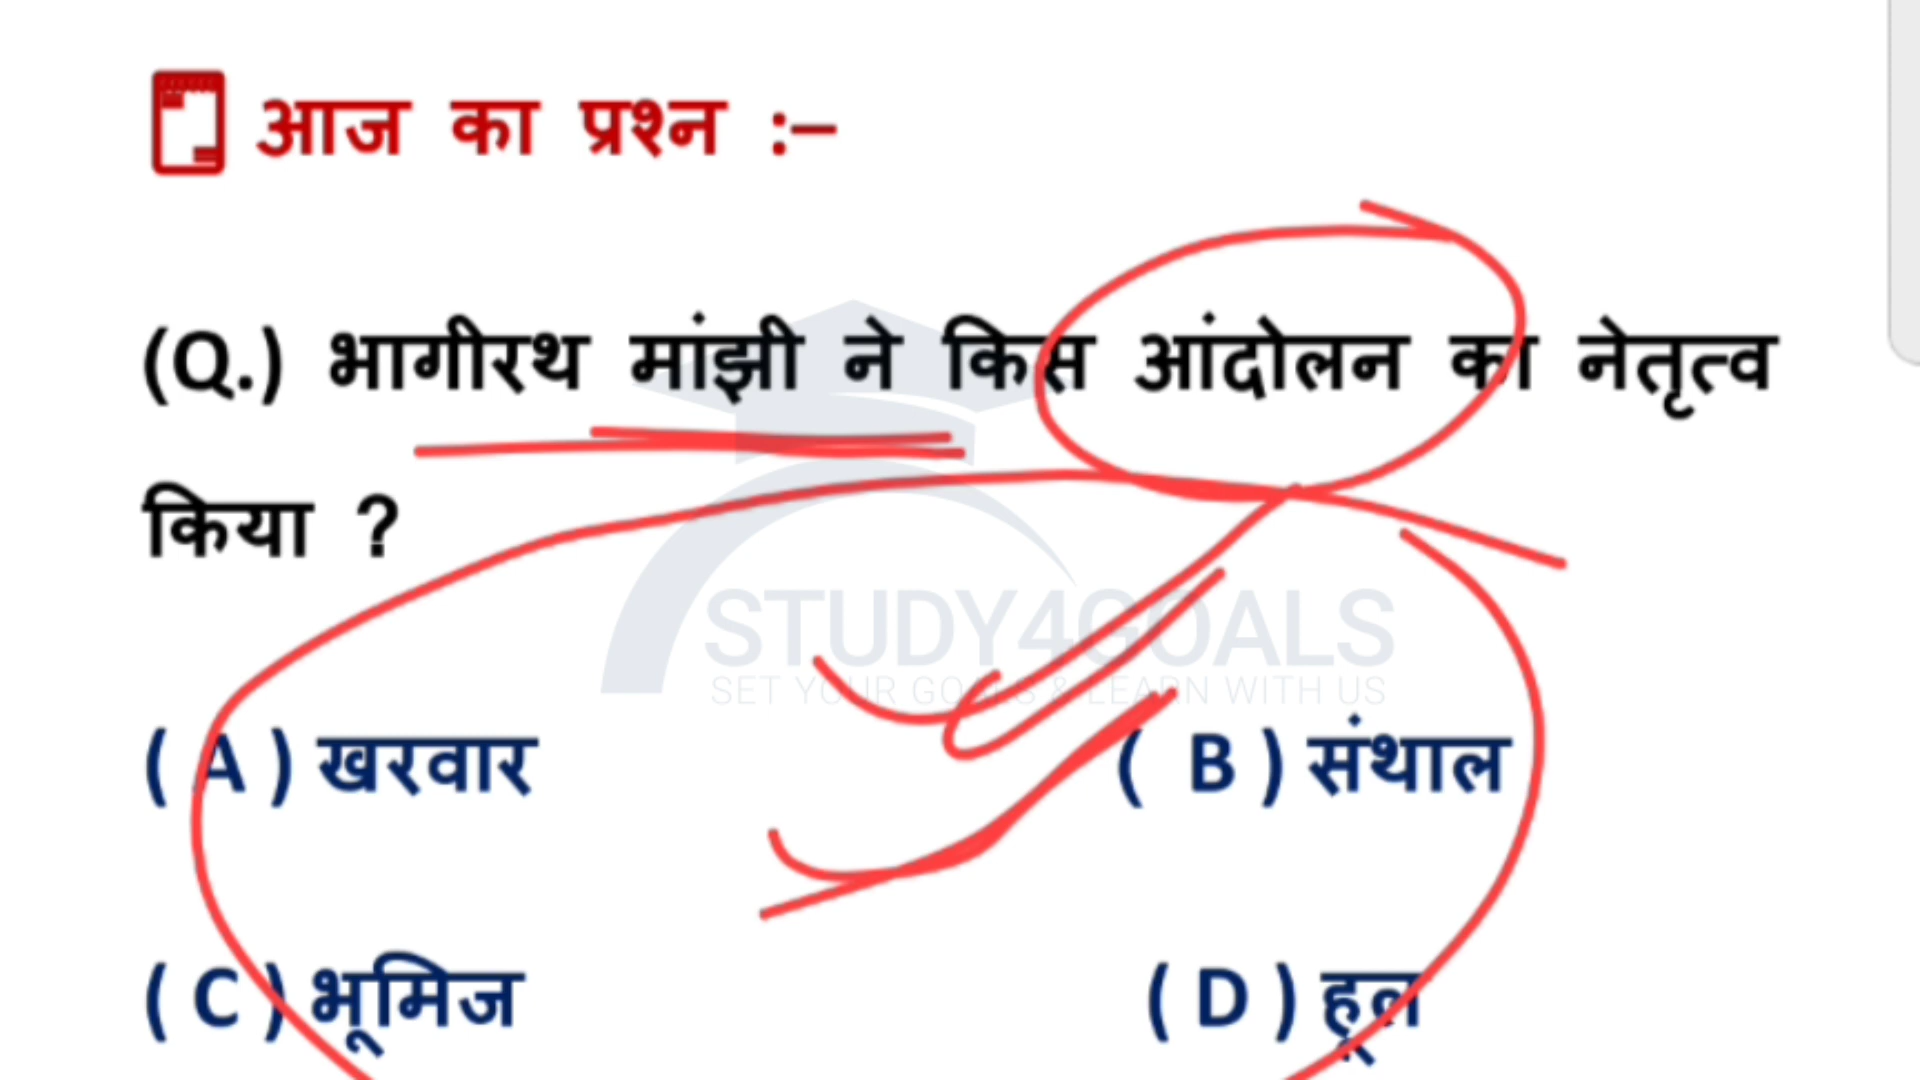 आज का प्रश्न :–
(Q.) भागीरथ मांझी ने किस आंदोलन का नेतृत्व
किया ?
STUDY4GOALS
SET YOUR GOALS & LEARN WITH US
( A ) खरवार ( B ) संथाल
( C ) भूमिज ( D ) हूल